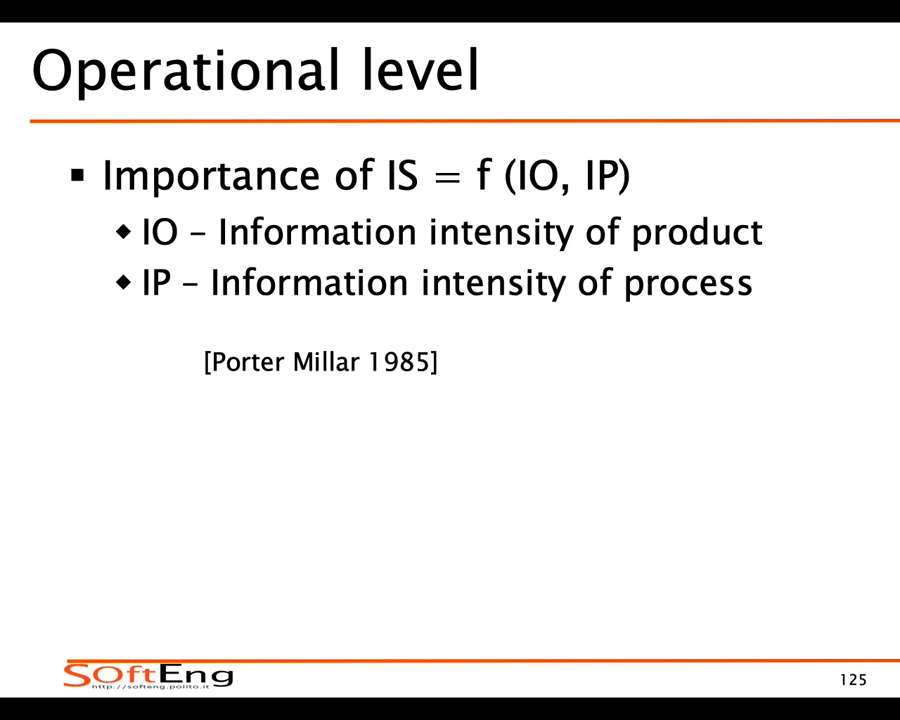 Operational level
▪ Importance of IS = f (IO, IP)
◆ IO – Information intensity of product
◆ IP – Information intensity of process
[Porter Millar 1985]
SOftEng
http://softeng.polito.it
125